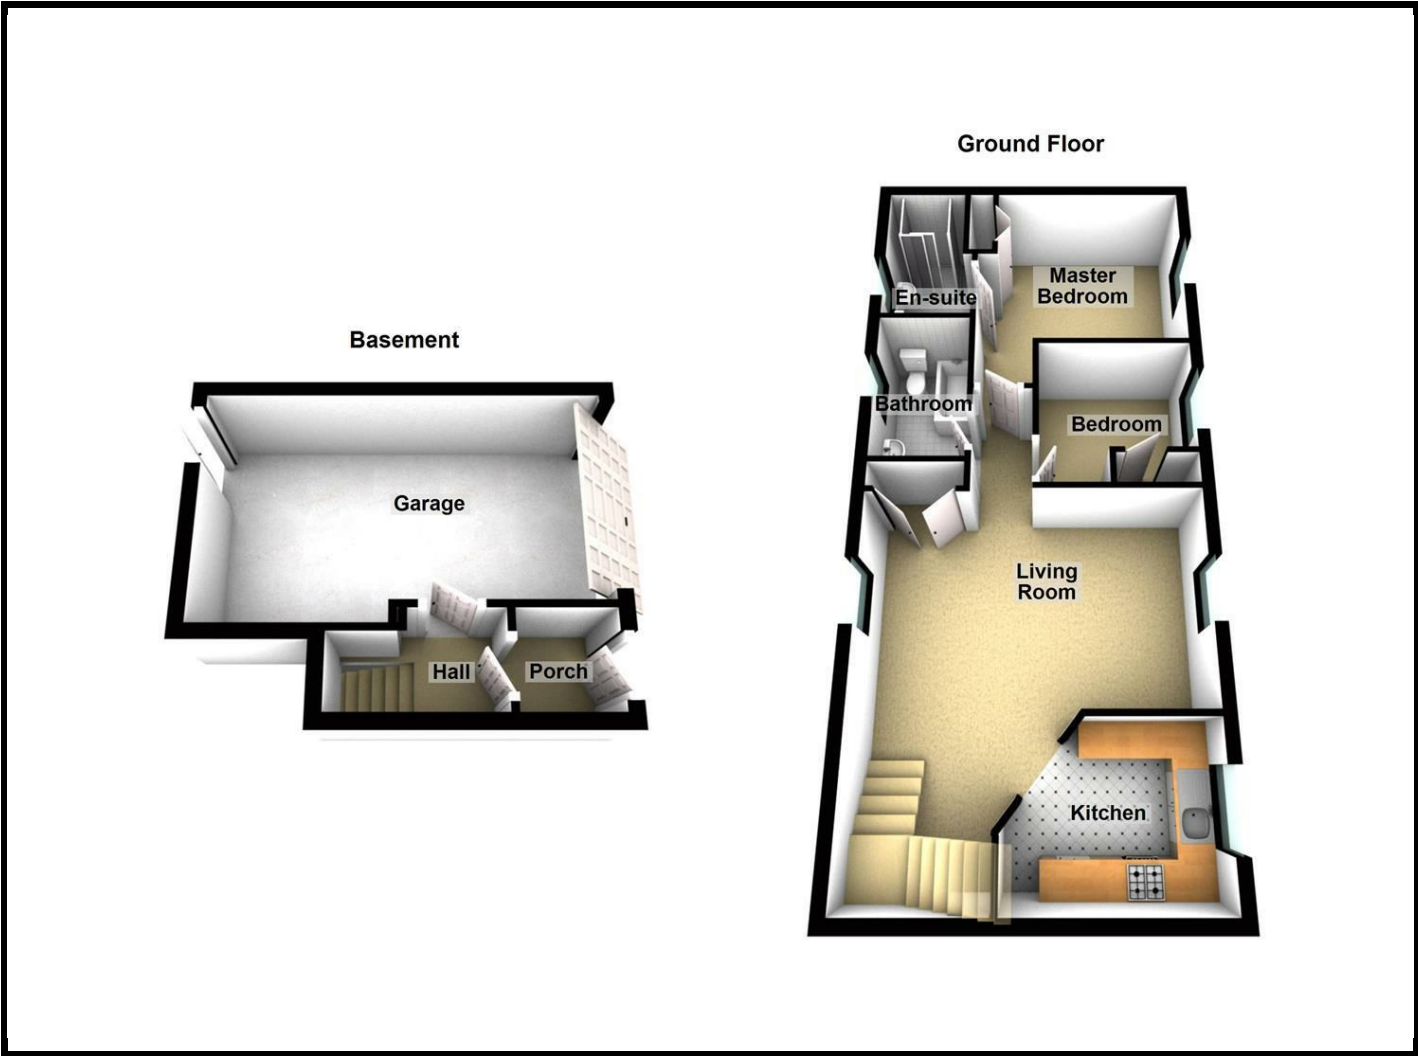 Ground Floor
En-suite
Master
Bedroom
Bathroom
Bedroom
Living
Room
Kitchen
Basement
Garage
Hall
Porch